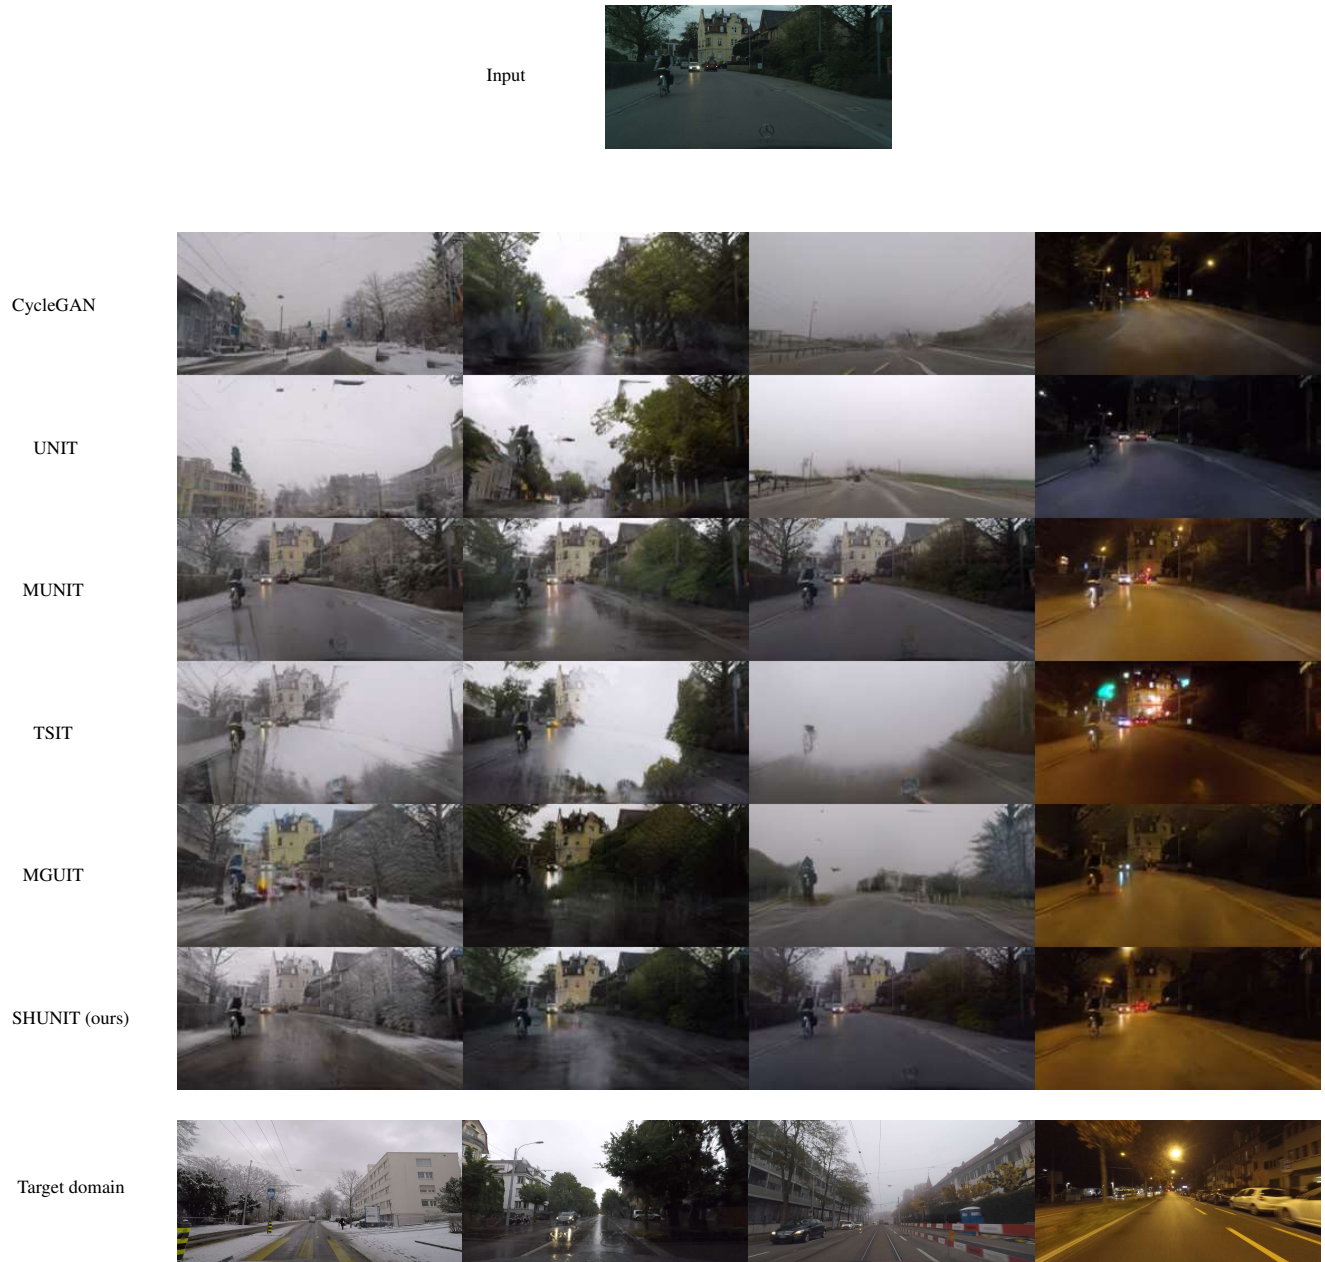 Input
CycleGAN
UNIT
MUNIT
TSIT
MGUIT
SHUNIT (ours)
Target domain